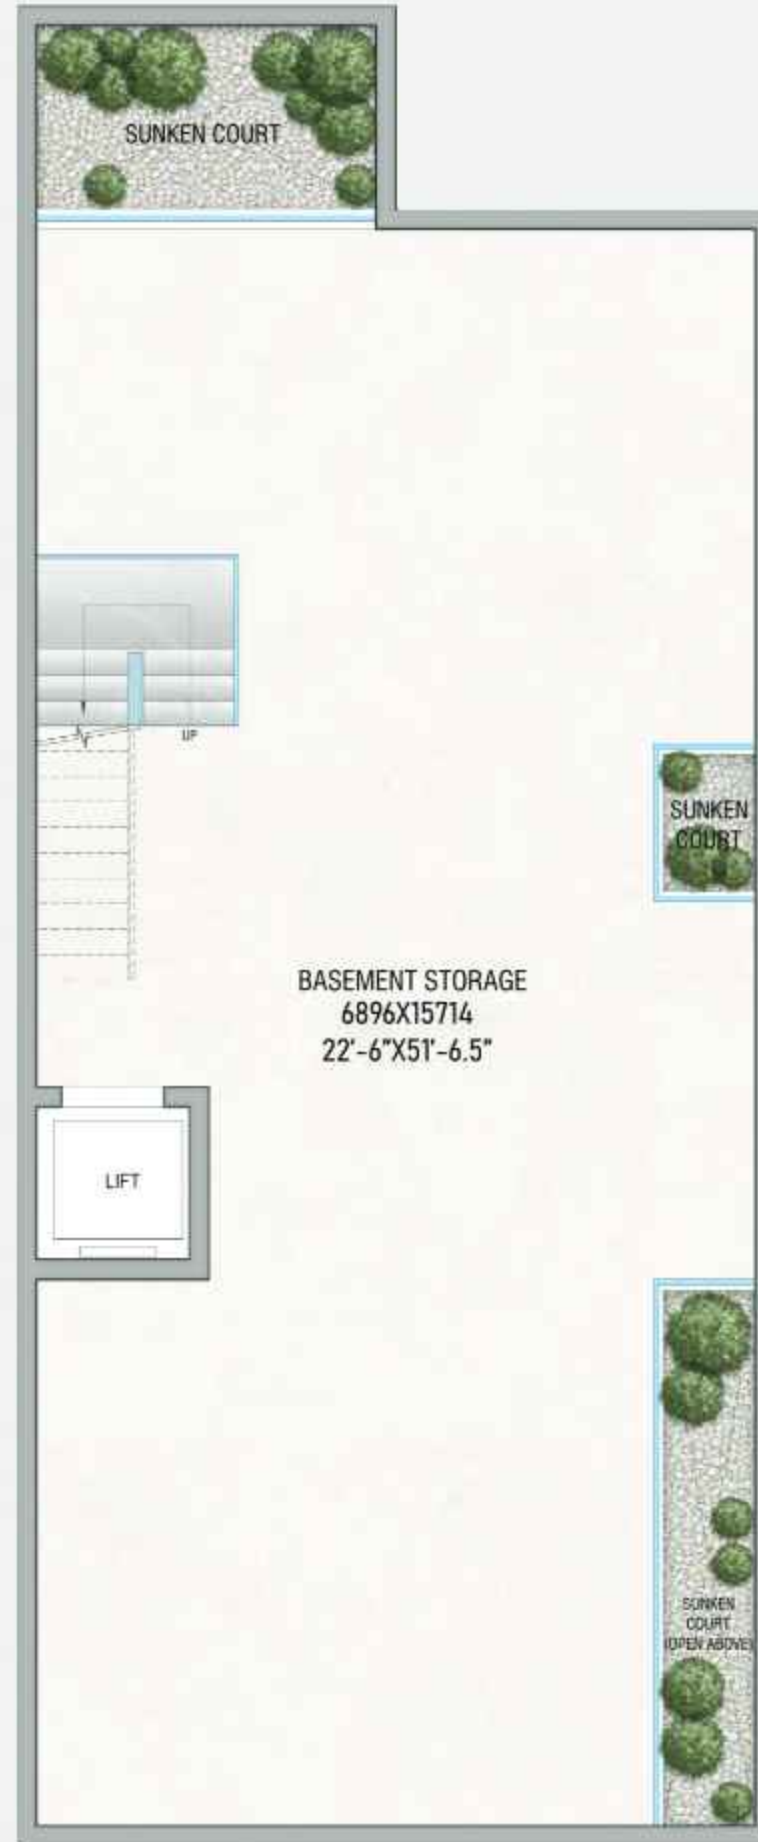 SUNKEN COURT
UP
SUNKEN
COURT
BASEMENT STORAGE
6896X15714
22'-6"X51'-6.5"
LIFT
SUNKEN
COURT
(OPEN ABOVE)